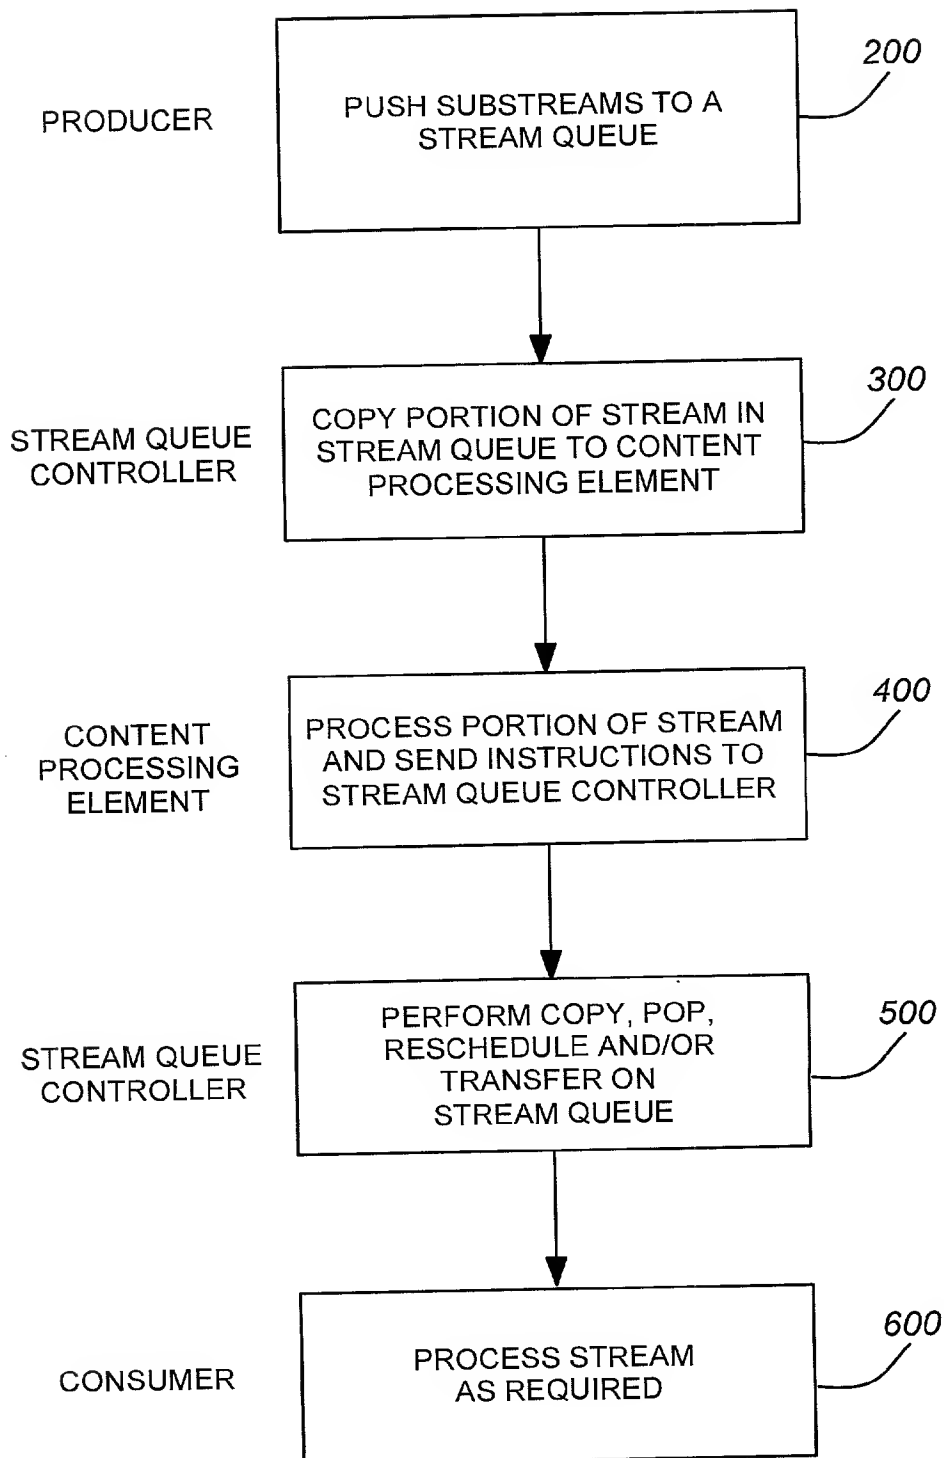 PRODUCER
PUSH SUBSTREAMS TO A
STREAM QUEUE
200
STREAM QUEUE
CONTROLLER
COPY PORTION OF STREAM IN
STREAM QUEUE TO CONTENT
PROCESSING ELEMENT
300
CONTENT
PROCESSING
ELEMENT
PROCESS PORTION OF STREAM
AND SEND INSTRUCTIONS TO
STREAM QUEUE CONTROLLER
400
STREAM QUEUE
CONTROLLER
PERFORM COPY, POP,
RESCHEDULE AND/OR
TRANSFER ON
STREAM QUEUE
500
CONSUMER
PROCESS STREAM
AS REQUIRED
600